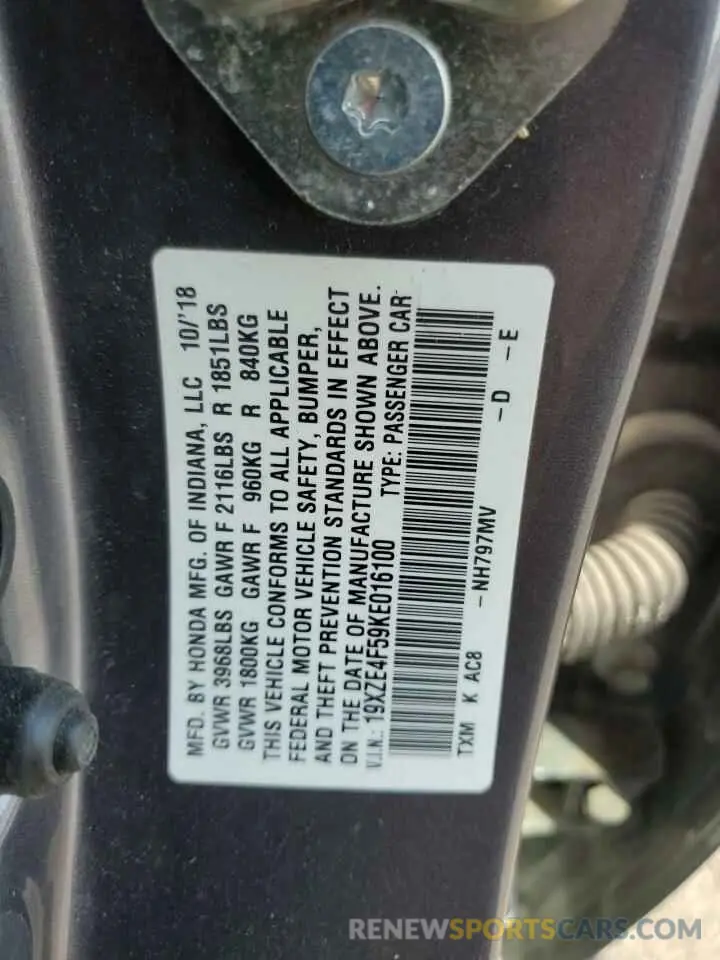 MFD. BY HONDA MFG. OF INDIANA, LLC 10/'18
GVWR 3968LBS GAWR F 2116LBS R 1851LBS
GVWR 1800KG GAWR F 960KG R 840KG
THIS VEHICLE CONFORMS TO ALL APPLICABLE
FEDERAL MOTOR VEHICLE SAFETY, BUMPER,
AND THEFT PREVENTION STANDARDS IN EFFECT
ON THE DATE OF MANUFACTURE SHOWN ABOVE.
V.I.N.: 19XZE4F59KE016100 TYPE: PASSENGER CAR
TXM K AC8 -NH797MV -D -E
RENEWSPORTSCARS.COM